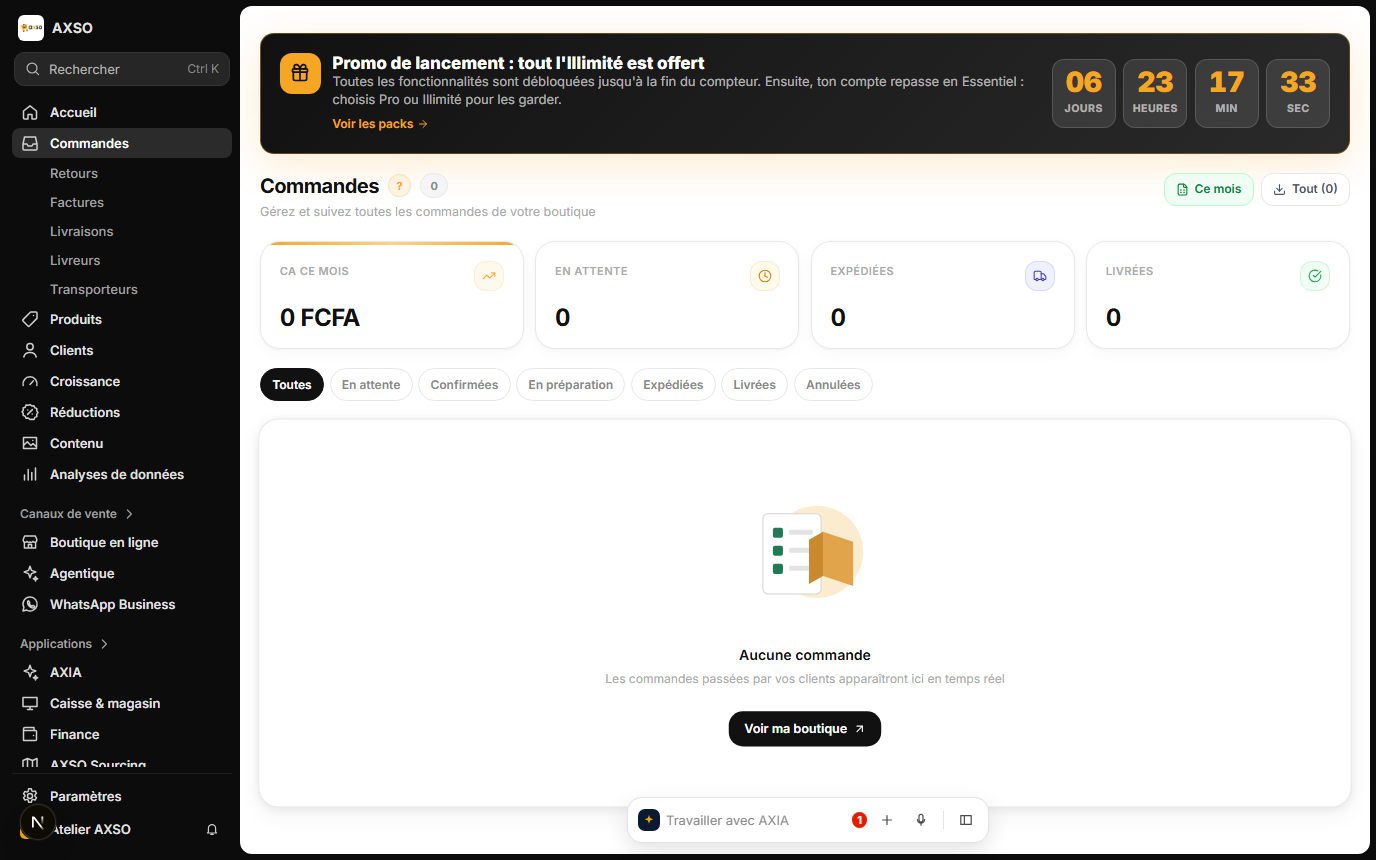 AXSO
Rechercher
Ctrl K
Accueil
Commandes
Retours
Factures
Livraisons
Livreurs
Transporteurs
Produits
Clients
Croissance
Réductions
Contenu
Analyses de données
Canaux de vente
Boutique en ligne
Agentique
WhatsApp Business
Applications
AXIA
Caisse & magasin
Finance
AXSO Sourcing
Paramètres
N
Atelier AXSO
Promo de lancement : tout l'Illimité est offert
Toutes les fonctionnalités sont débloquées jusqu'à la fin du compteur. Ensuite, ton compte repasse en Essentiel :
choisis Pro ou Illimité pour les garder.
Voir les packs →
06 23 17 33
JOURS HEURES MIN SEC
Commandes ? 0
Gérez et suivez toutes les commandes de votre boutique
Ce mois
Tout (0)
CA CE MOIS
0 FCFA
EN ATTENTE
0
EXPÉDIÉES
0
LIVRÉES
0
Toutes En attente Confirmées En préparation Expédiées Livrées Annulées
Aucune commande
Les commandes passées par vos clients apparaîtront ici en temps réel
Voir ma boutique
Travailler avec AXIA
1